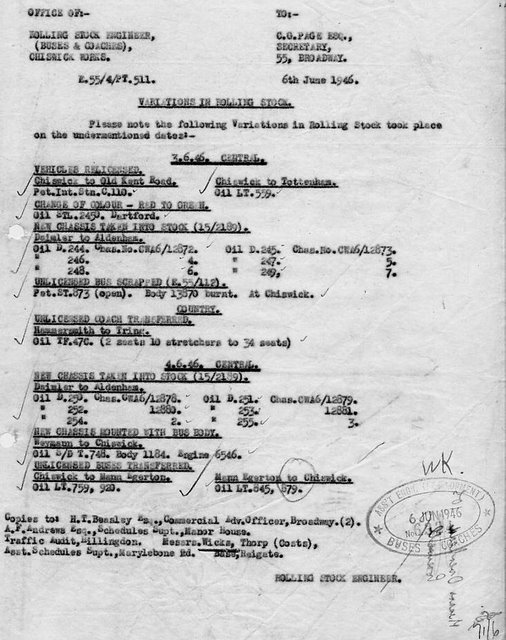 OFFICE OF:- TO:-
ROLLING STOCK ENGINEER, C.G.PAGE ESQ.,
(BUSES & COACHES), SECRETARY,
CHISWICK WORKS. 55, BROADWAY.
E.55/4/PT.511. 6th June 1946.
VARIATIONS IN ROLLING STOCK.
Please note the following Variations in Rolling Stock took place
on the undermentioned dates:-
3.6.46. CENTRAL.
VEHICLES RELICENSED.
Chiswick to Old Kent Road. Chiswick to Tottenham.
Pet.Int.Stn.C.110. Oil LT.559.
CHANGE OF COLOUR - RED TO GREEN.
Oil STL.2450. Dartford.
NEW CHASSIS TAKEN INTO STOCK (15/2189).
Daimler to Aldenham.
Oil D.244. Chas.No.CWA6/12872. Oil D.245. Chas.No.CWA6/12873.
" 246. 4. " 247. 5.
" 248. 6. " 249, 7.
UNLICENSED BUS SCRAPPED (E.55/112).
Pet.ST.873 (open). Body 13870 burnt. At Chiswick.
COUNTRY.
UNLICENSED COACH TRANSFERRED.
Hammersmith to Tring.
Oil TF.47C. (2 seats 10 stretchers to 34 seats)
4.6.46. CENTRAL.
NEW CHASSIS TAKEN INTO STOCK (15/2189).
Daimler to Aldenham.
Oil D.250. Chas.CWA6/12878. Oil D.251. Chas.CWA6/12879.
" 252. 12880. " 253. 12881.
" 254. 2. " 255. 3.
NEW CHASSIS MOUNTED WITH BUS BODY.
Weymann to Chiswick.
Oil S/D T.748. Body 1184. Engine 6546.
UNLICENSED BUSES TRANSFERRED.
Chiswick to Mann Egerton. Mann Egerton to Chiswick.
Oil LT.759, 920. Oil LT.845, 879.
WK.
6 JUN 1946
BUSES & COACHES
Copies to: H.T.Beasley Esq.,Commercial Adv.Officer,Broadway.(2).
A.F.Andrews Esq.,Schedules Supt.,Manor House.
Traffic Audit,Hillingdon. Messrs.Wicks, Thorp (Costs),
Asst.Schedules Supt.,Marylebone Rd. Reigate.
ROLLING STOCK ENGINEER.